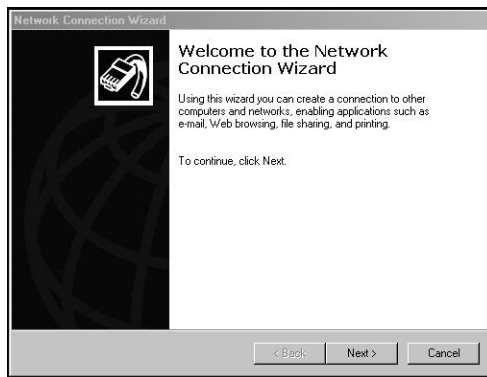 Network Connection Wizard
Welcome to the Network
Connection Wizard
Using this wizard you can create a connection to other
computers and networks, enabling applications such as
e-mail, Web browsing, file sharing, and printing.
To continue, click Next.
< Back
Next >
Cancel